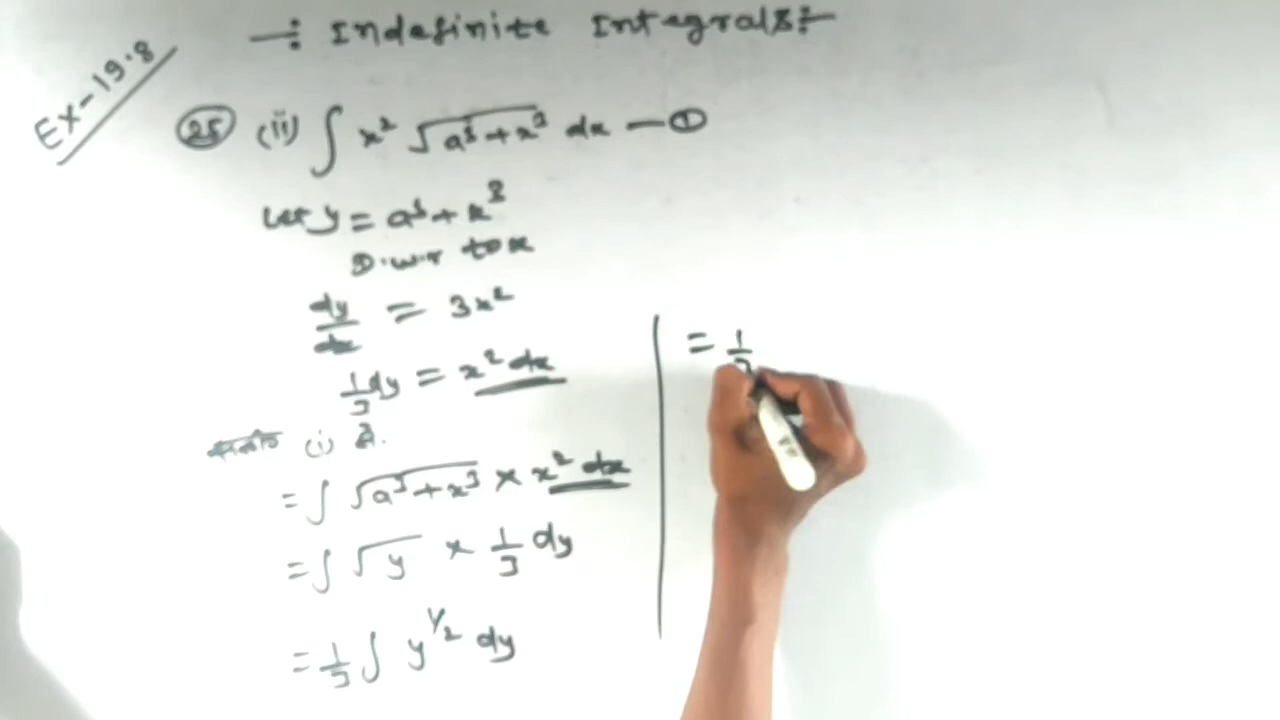 -: Indefinite Integrals:-
EX-19.8
25 (ii) ∫ x² √(a³+x³) dx — ①
Let y = a³+x³
D.w.r to x
dy/dx = 3x²
1/3 dy = x² dx
(i) से.
= ∫ √(a³+x³) × x² dx
= ∫ √y × 1/3 dy
= 1/3 ∫ y^1/2 dy
= 1/3